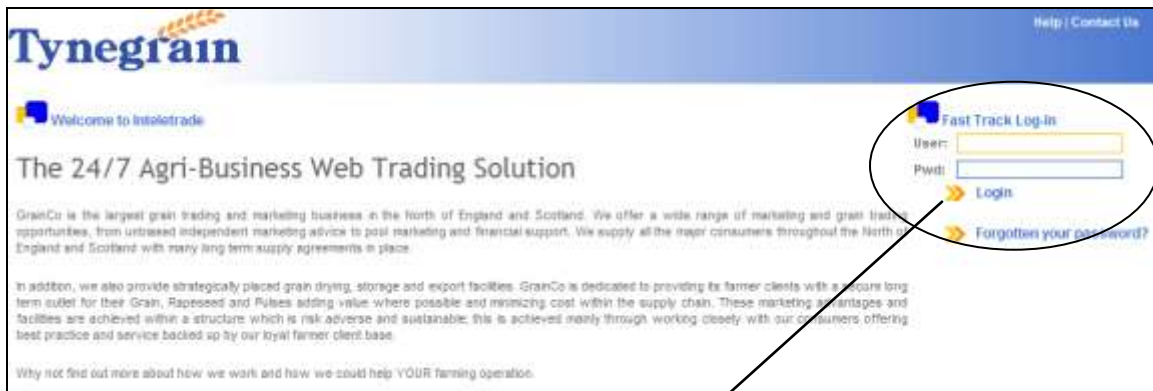 Tynegrain
Help | Contact Us
Welcome to Inteletrade
The 24/7 Agri-Business Web Trading Solution
GrainCo is the largest grain trading and marketing business in the North of England and Scotland. We offer a wide range of marketing and grain trading
opportunities, from unbiased independent marketing advice to pool marketing and financial support. We supply all the major consumers throughout the North of
England and Scotland with many long term supply agreements in place.
In addition, we also provide strategically placed grain drying, storage and export facilities. GrainCo is dedicated to providing its farmer clients with a secure long
term outlet for their Grain, Rapeseed and Pulses adding value where possible and minimizing cost within the supply chain. These marketing advantages and
facilities are achieved within a structure which is risk adverse and sustainable; this is achieved mainly through working closely with our consumers offering
best practice and service backed up by our loyal farmer client base.
Why not find out more about how we work and how we could help YOUR farming operation.
Fast Track Log-In
User:
Pwd:
Login
Forgotten your password?